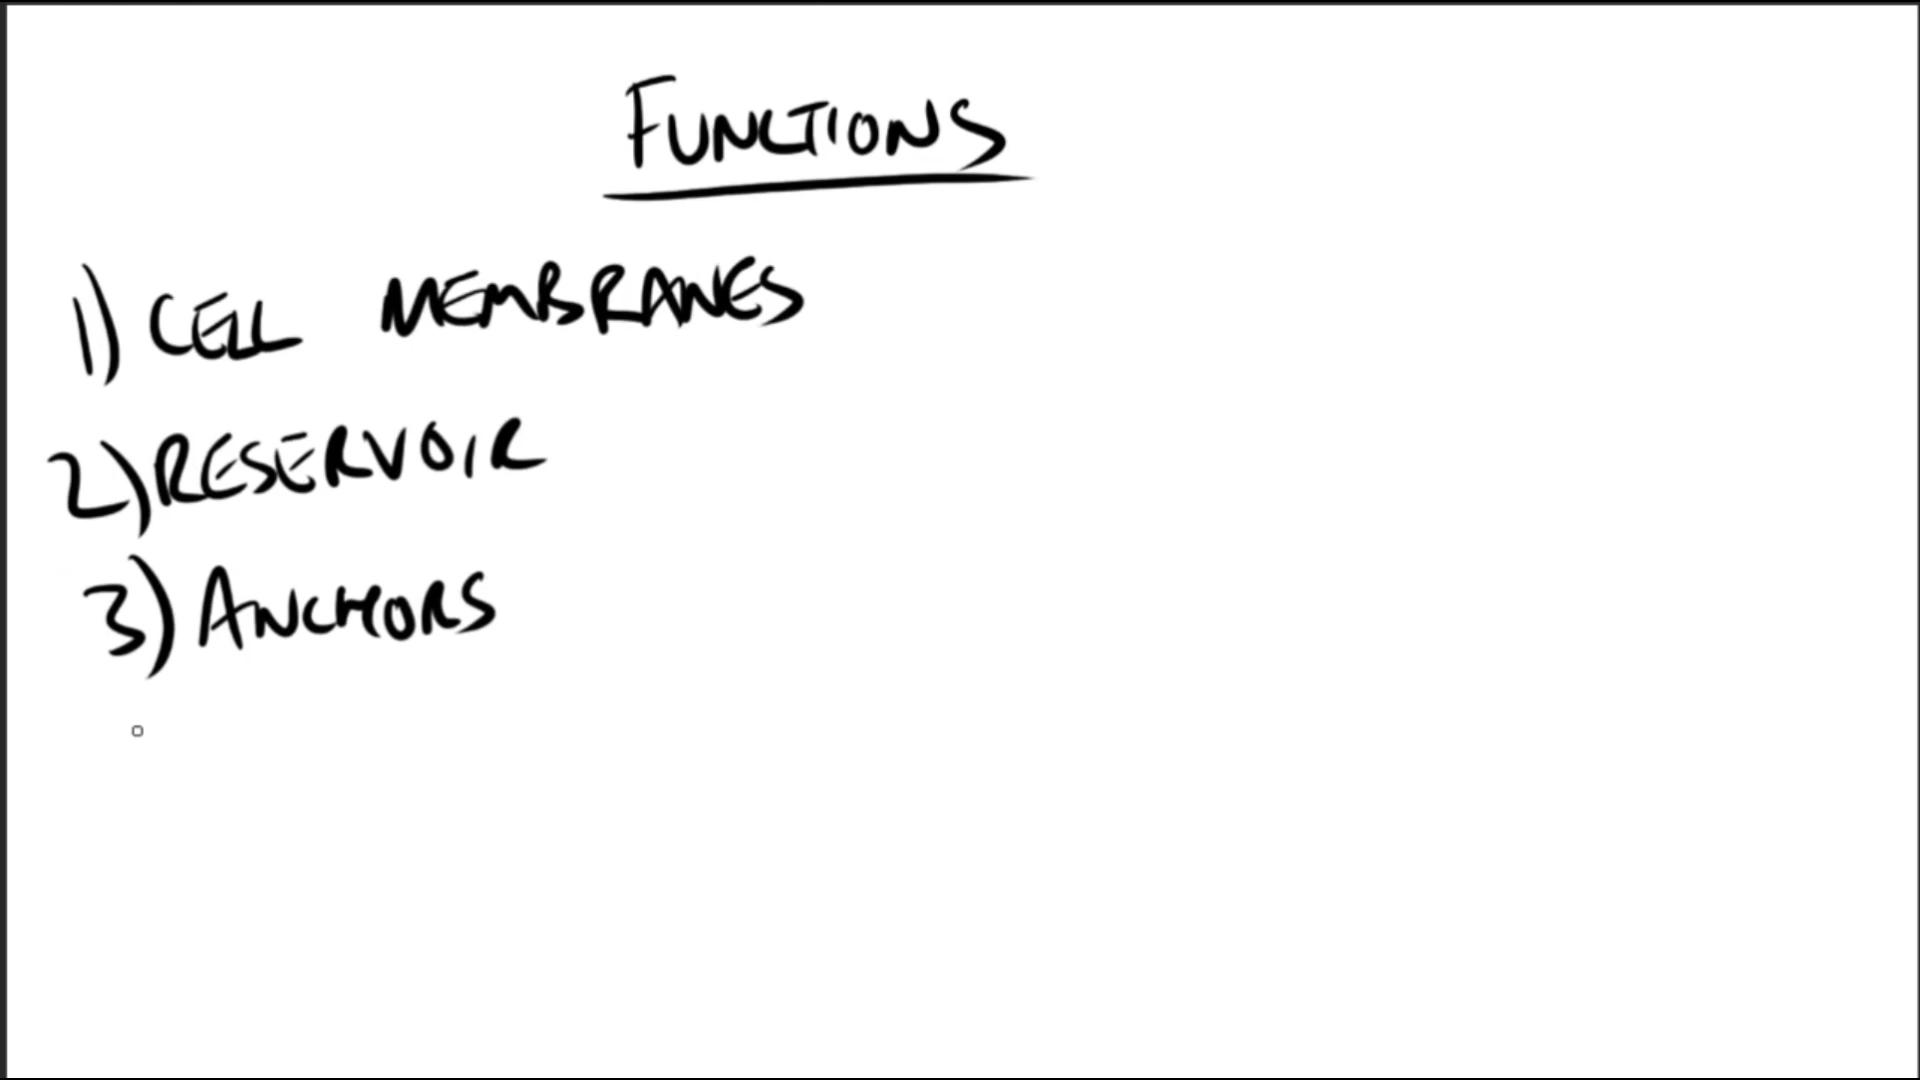 FUNCTIONS
1) CELL MEMBRANES
2) RESERVOIR
3) ANCHORS